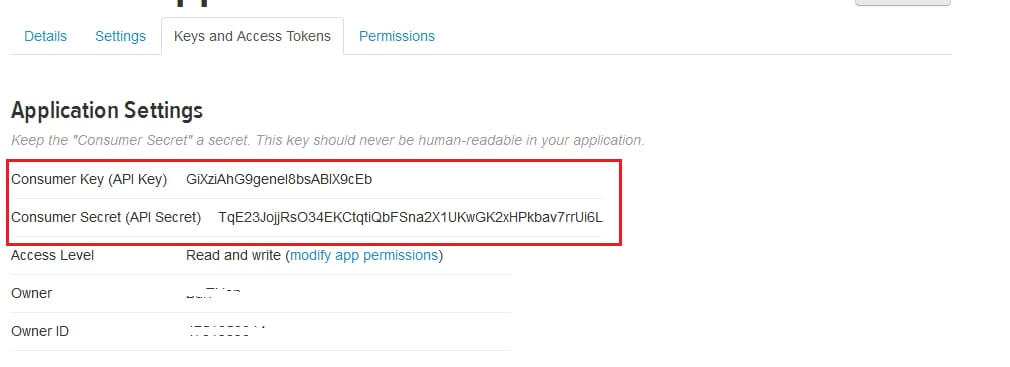 Details Settings Keys and Access Tokens Permissions
Application Settings
Keep the "Consumer Secret" a secret. This key should never be human-readable in your application.
Consumer Key (API Key) GiXziAhG9genel8bsABlX9cEb
Consumer Secret (API Secret) TqE23JojjRsO34EKCtqtiQbFSna2X1UKwGK2xHPkbav7rrUi6L
Access Level Read and write (modify app permissions)
Owner
Owner ID